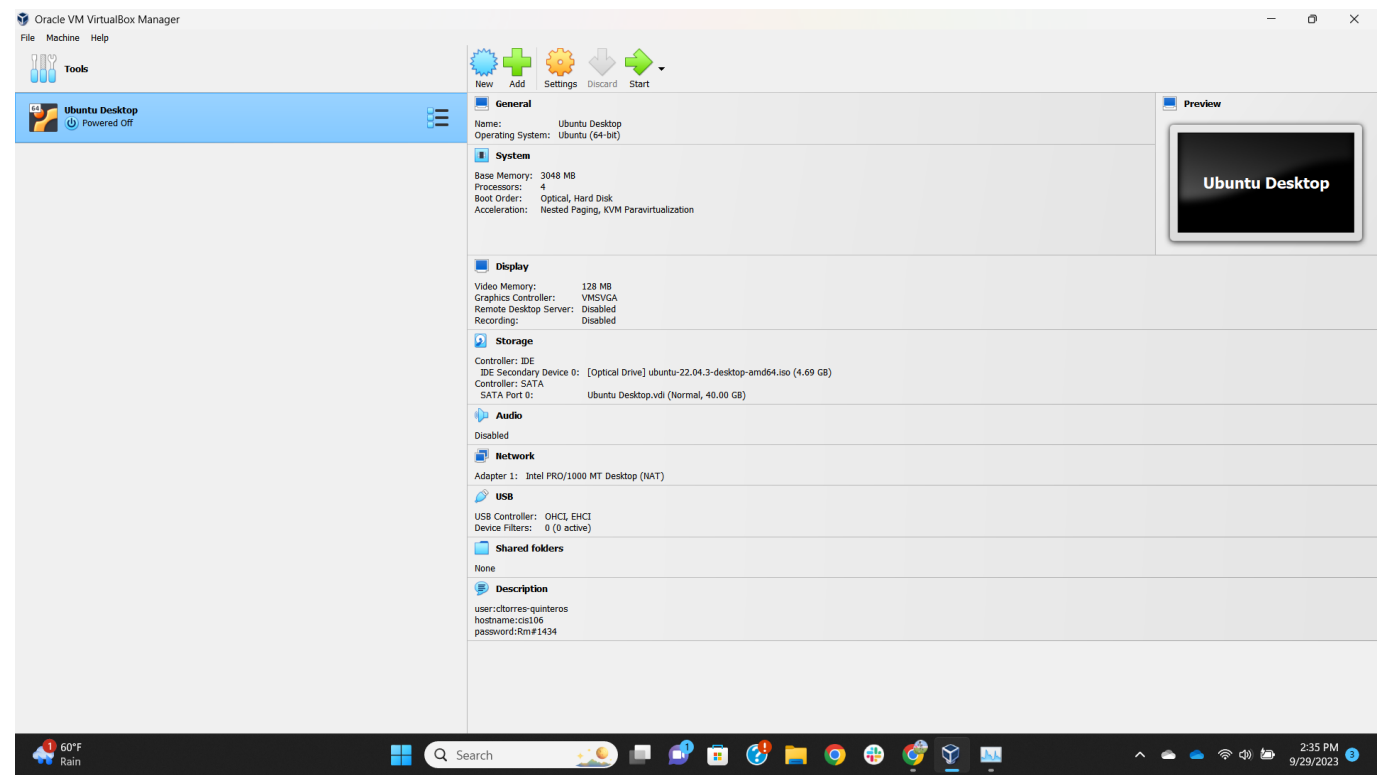 Oracle VM VirtualBox Manager
File Machine Help
Tools
New Add Settings Discard Start
64
Ubuntu Desktop
Powered Off
General
Name: Ubuntu Desktop
Operating System: Ubuntu (64-bit)
System
Base Memory: 3048 MB
Processors: 4
Boot Order: Optical, Hard Disk
Acceleration: Nested Paging, KVM Paravirtualization
Preview
Ubuntu Desktop
Display
Video Memory: 128 MB
Graphics Controller: VMSVGA
Remote Desktop Server: Disabled
Recording: Disabled
Storage
Controller: IDE
IDE Secondary Device 0: [Optical Drive] ubuntu-22.04.3-desktop-amd64.iso (4.69 GB)
Controller: SATA
SATA Port 0: Ubuntu Desktop.vdi (Normal, 40.00 GB)
Audio
Disabled
Network
Adapter 1: Intel PRO/1000 MT Desktop (NAT)
USB
USB Controller: OHCI, EHCI
Device Filters: 0 (0 active)
Shared folders
None
Description
user:cltorres-quinteros
hostname:cis106
password:Rm#1434
1
60°F
Rain
Search
2:35 PM
9/29/2023
3